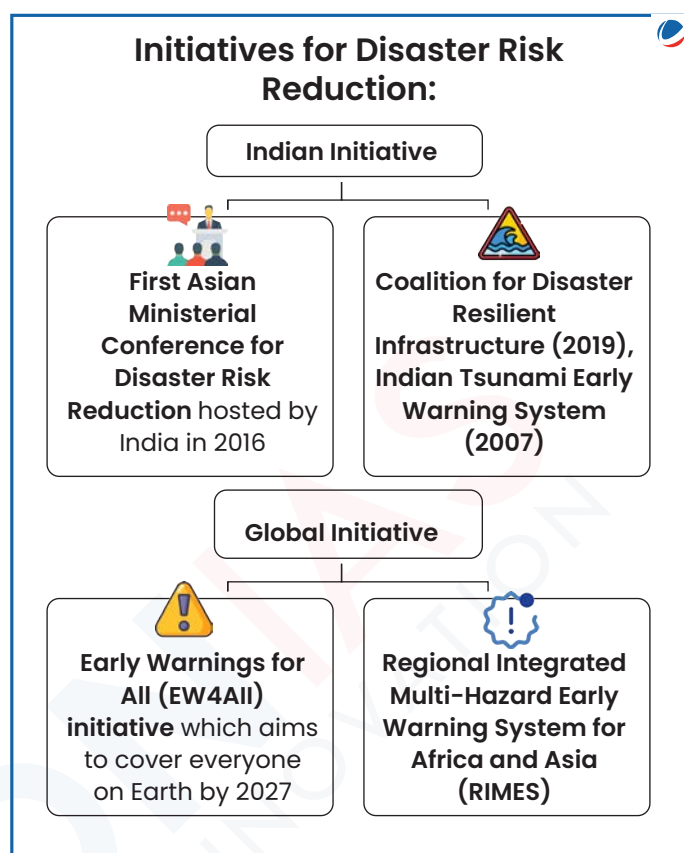 Initiatives for Disaster Risk
Reduction:
Indian Initiative
First Asian
Ministerial
Conference for
Disaster Risk
Reduction hosted by
India in 2016
Coalition for Disaster
Resilient
Infrastructure (2019),
Indian Tsunami Early
Warning System
(2007)
Global Initiative
Early Warnings for
All (EW4All)
initiative which aims
to cover everyone
on Earth by 2027
Regional Integrated
Multi-Hazard Early
Warning System for
Africa and Asia
(RIMES)